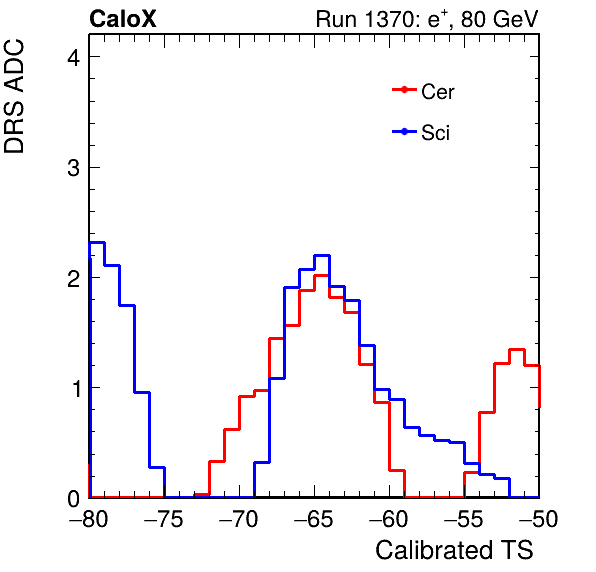 CaloX Run 1370: e⁺, 80 GeV
DRS ADC
4
3
2
1
0
Cer
Sci
−80 −75 −70 −65 −60 −55 −50
Calibrated TS